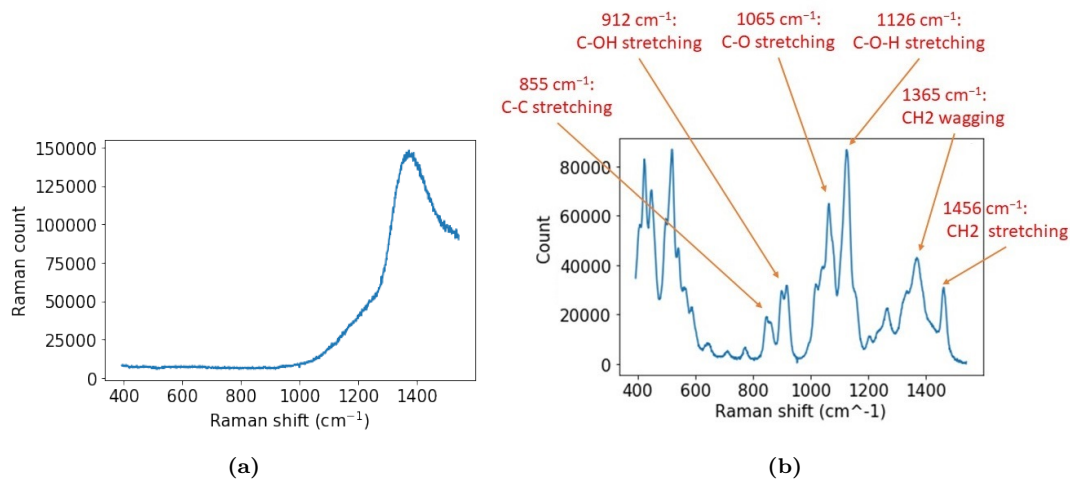 912 cm⁻¹:
C-OH stretching
1065 cm⁻¹:
C-O stretching
1126 cm⁻¹:
C-O-H stretching
855 cm⁻¹:
C-C stretching
1365 cm⁻¹:
CH2 wagging
1456 cm⁻¹:
CH2 stretching
150000
125000
100000
75000
50000
25000
0
Raman count
400 600 800 1000 1200 1400
Raman shift (cm⁻¹)
(a)
80000
60000
40000
20000
0
Count
400 600 800 1000 1200 1400
Raman shift (cm^-1)
(b)